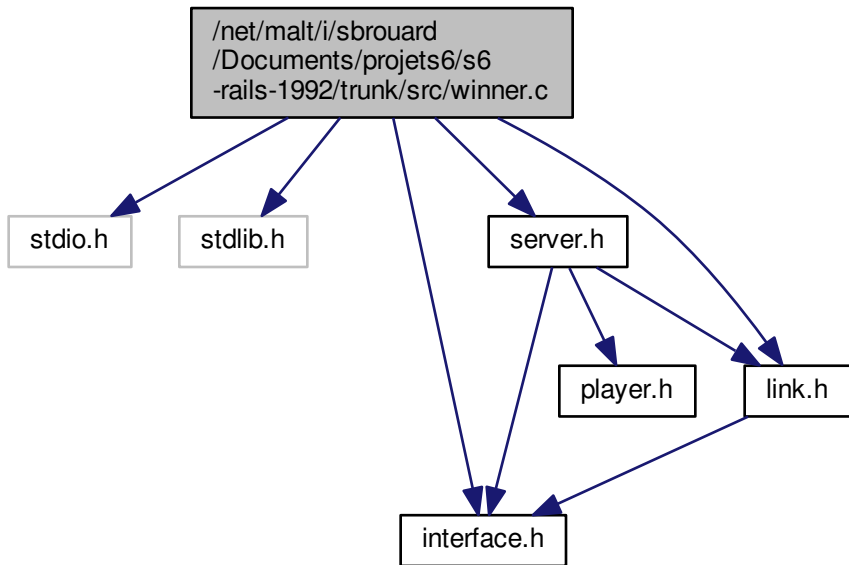 /net/malt/i/sbrouard
/Documents/projets6/s6
-rails-1992/trunk/src/winner.c
stdio.h
stdlib.h
server.h
player.h
link.h
interface.h